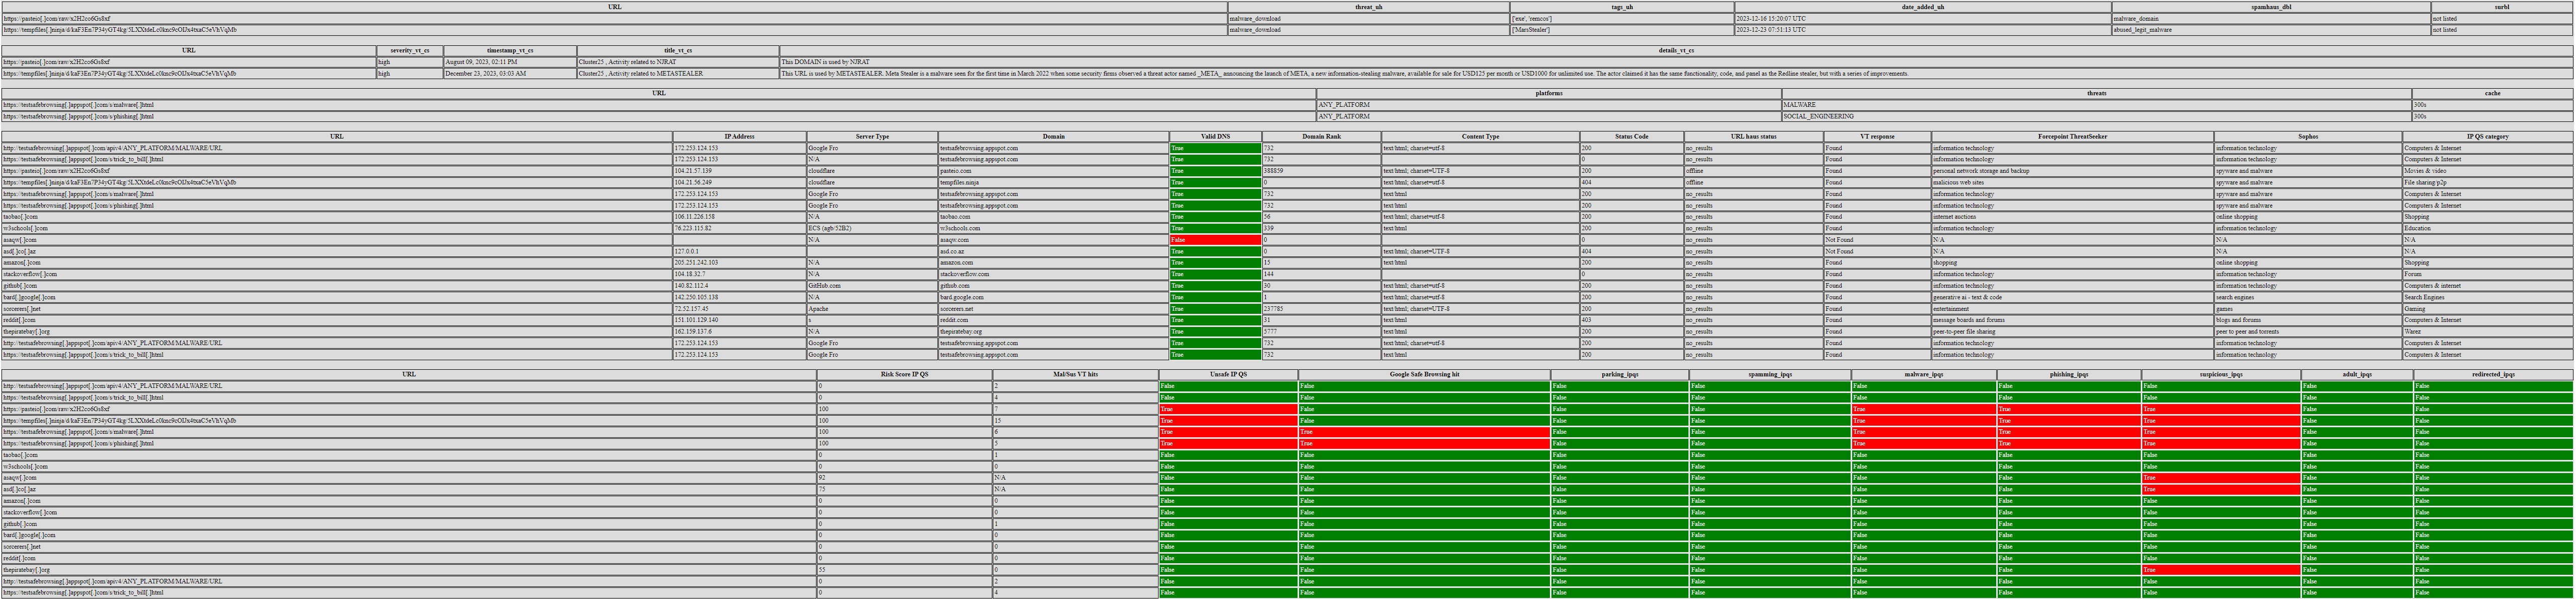 URL threat_uh tags_uh date_added_uh spamhaus_dbl surbl
https://pasteio[.]com/raw/x2H2co6Gs8xf malware_download ['exe', 'remcos'] 2023-12-16 15:20:07 UTC malware_domain not listed
https://tempfiles[.]ninja/d/kaF3En7P34yGT4kg/5LXXtdeLc0knc9cOIJx4txaC5eVhVqMb malware_download ['MarsStealer'] 2023-12-23 07:51:13 UTC abused_legit_malware not listed
URL severity_vt_cs timestamp_vt_cs title_vt_cs details_vt_cs
https://pasteio[.]com/raw/x2H2co6Gs8xf high August 09, 2023, 02:11 PM Cluster25 , Activity related to NJRAT This DOMAIN is used by NJRAT
https://tempfiles[.]ninja/d/kaF3En7P34yGT4kg/5LXXtdeLc0knc9cOIJx4txaC5eVhVqMb high December 23, 2023, 03:03 AM Cluster25 , Activity related to METASTEALER This URL is used by METASTEALER. Meta Stealer is a malware seen for the first time in March 2022 when some security firms observed a threat actor named _META_ announcing the launch of META, a new information-stealing malware, available for sale for USD125 per month or USD1000 for unlimited use. The actor claimed it has the same functionality, code, and panel as the Redline stealer, but with a series of improvements.
URL platforms threats cache
https://testsafebrowsing[.]appspot[.]com/s/malware[.]html ANY_PLATFORM MALWARE 300s
https://testsafebrowsing[.]appspot[.]com/s/phishing[.]html ANY_PLATFORM SOCIAL_ENGINEERING 300s
URL IP Address Server Type Domain Valid DNS Domain Rank Content Type Status Code URL haus status VT response Forcepoint ThreatSeeker Sophos IP QS category
http://testsafebrowsing[.]appspot[.]com/apiv4/ANY_PLATFORM/MALWARE/URL 172.253.124.153 Google Fro testsafebrowsing.appspot.com True 732 text/html; charset=utf-8 200 no_results Found information technology information technology Computers & Internet
https://testsafebrowsing[.]appspot[.]com/s/trick_to_bill[.]html 172.253.124.153 N/A testsafebrowsing.appspot.com True 732 0 no_results Found information technology information technology Computers & Internet
https://pasteio[.]com/raw/x2H2co6Gs8xf 104.21.57.139 cloudflare pasteio.com True 388859 text/html; charset=UTF-8 200 offline Found personal network storage and backup spyware and malware Movies & video
https://tempfiles[.]ninja/d/kaF3En7P34yGT4kg/5LXXtdeLc0knc9cOIJx4txaC5eVhVqMb 104.21.56.249 cloudflare tempfiles.ninja True 0 text/html; charset=utf-8 404 offline Found malicious web sites spyware and malware File sharing/p2p
https://testsafebrowsing[.]appspot[.]com/s/malware[.]html 172.253.124.153 Google Fro testsafebrowsing.appspot.com True 732 text/html 200 no_results Found information technology spyware and malware Computers & Internet
https://testsafebrowsing[.]appspot[.]com/s/phishing[.]html 172.253.124.153 Google Fro testsafebrowsing.appspot.com True 732 text/html 200 no_results Found information technology spyware and malware Computers & Internet
taobao[.]com 106.11.226.158 N/A taobao.com True 56 text/html; charset=utf-8 200 no_results Found internet auctions online shopping Shopping
w3schools[.]com 76.223.115.82 ECS (agb/52B2) w3schools.com True 339 text/html 200 no_results Found information technology information technology Education
asaqw[.]com N/A asaqw.com False 0 0 no_results Not Found N/A N/A N/A
asd[.]co[.]az 127.0.0.1 asd.co.az True 0 text/html; charset=UTF-8 404 no_results Not Found N/A N/A N/A
amazon[.]com 205.251.242.103 N/A amazon.com True 15 text/html 200 no_results Found shopping online shopping Shopping
stackoverflow[.]com 104.18.32.7 N/A stackoverflow.com True 144 0 no_results Found information technology information technology Forum
github[.]com 140.82.112.4 GitHub.com github.com True 30 text/html; charset=utf-8 200 no_results Found information technology information technology Computers & internet
bard[.]google[.]com 142.250.105.138 N/A bard.google.com True 1 text/html; charset=utf-8 200 no_results Found generative ai - text & code search engines Search Engines
sorcerers[.]net 72.52.157.45 Apache sorcerers.net True 237785 text/html; charset=UTF-8 200 no_results Found entertainment games Gaming
reddit[.]com 151.101.129.140 s reddit.com True 31 text/html 403 no_results Found message boards and forums blogs and forums Computers & Internet
thepiratebay[.]org 162.159.137.6 N/A thepiratebay.org True 5777 text/html 200 no_results Found peer-to-peer file sharing peer to peer and torrents Warez
http://testsafebrowsing[.]appspot[.]com/apiv4/ANY_PLATFORM/MALWARE/URL 172.253.124.153 Google Fro testsafebrowsing.appspot.com True 732 text/html; charset=utf-8 200 no_results Found information technology information technology Computers & Internet
https://testsafebrowsing[.]appspot[.]com/s/trick_to_bill[.]html 172.253.124.153 Google Fro testsafebrowsing.appspot.com True 732 text/html 200 no_results Found information technology information technology Computers & Internet
URL Risk Score IP QS Mal/Sus VT hits Unsafe IP QS Google Safe Browsing hit parking_ipqs spamming_ipqs malware_ipqs phishing_ipqs suspicious_ipqs adult_ipqs redirected_ipqs
http://testsafebrowsing[.]appspot[.]com/apiv4/ANY_PLATFORM/MALWARE/URL 0 2 False False False False False False False False False
https://testsafebrowsing[.]appspot[.]com/s/trick_to_bill[.]html 0 4 False False False False False False False False False
https://pasteio[.]com/raw/x2H2co6Gs8xf 100 7 True False False False True True True False False
https://tempfiles[.]ninja/d/kaF3En7P34yGT4kg/5LXXtdeLc0knc9cOIJx4txaC5eVhVqMb 100 15 True False False False True True True False False
https://testsafebrowsing[.]appspot[.]com/s/malware[.]html 100 6 True True False False True True True False False
https://testsafebrowsing[.]appspot[.]com/s/phishing[.]html 100 5 True True False False True True True False False
taobao[.]com 0 1 False False False False False False False False False
w3schools[.]com 0 0 False False False False False False False False False
asaqw[.]com 92 N/A False False False False False False True False False
asd[.]co[.]az 75 N/A False False False False False False True False False
amazon[.]com 0 0 False False False False False False False False False
stackoverflow[.]com 0 0 False False False False False False False False False
github[.]com 0 1 False False False False False False False False False
bard[.]google[.]com 0 0 False False False False False False False False False
sorcerers[.]net 0 0 False False False False False False False False False
reddit[.]com 0 0 False False False False False False False False False
thepiratebay[.]org 55 0 False False False False False False True False False
http://testsafebrowsing[.]appspot[.]com/apiv4/ANY_PLATFORM/MALWARE/URL 0 2 False False False False False False False False False
https://testsafebrowsing[.]appspot[.]com/s/trick_to_bill[.]html 0 4 False False False False False False False False False